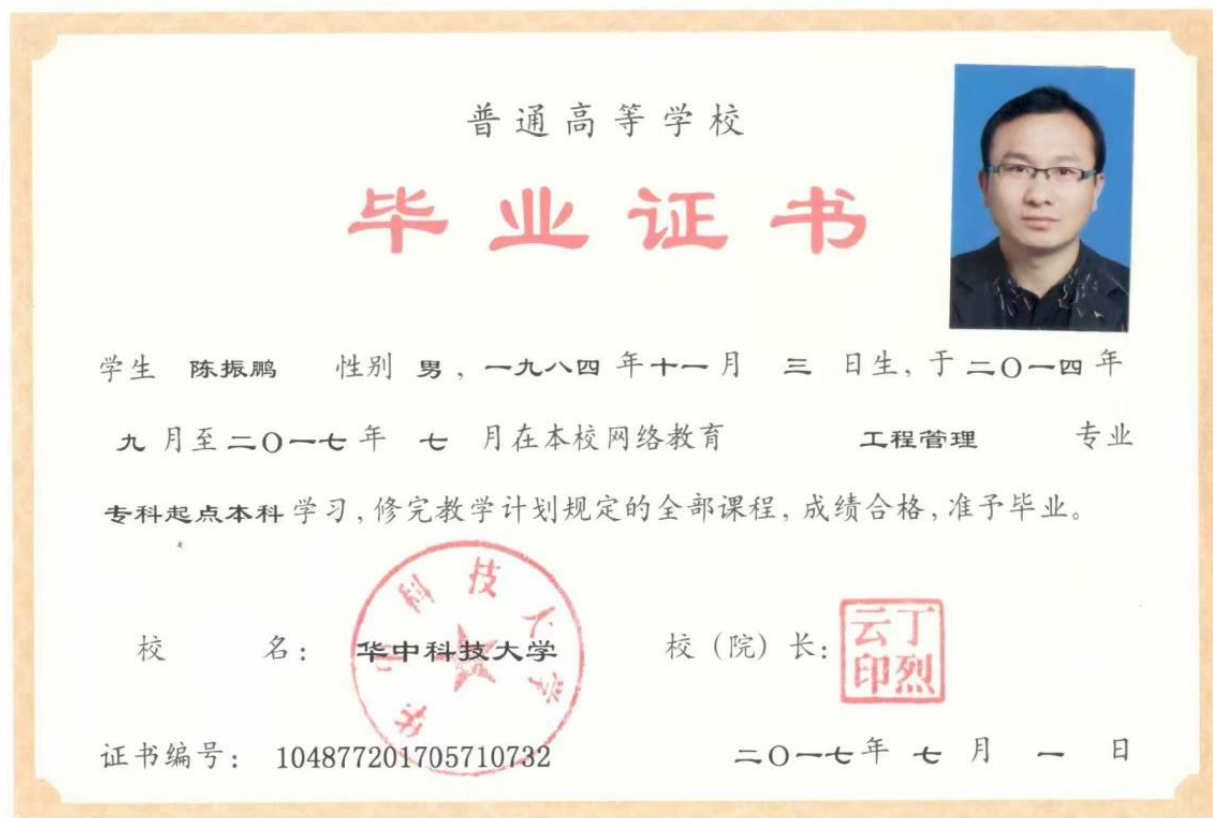 普通高等学校
毕业证书
学生 陈振鹏 性别 男，一九八四年十一月 三 日生，于二〇一四年
九月至二〇一七年 七 月在本校网络教育 工程管理 专业
专科起点本科学习，修完教学计划规定的全部课程，成绩合格，准予毕业。
华中科技大学
校 名：华中科技大学 校（院）长：
云丁
印烈
证书编号：104877201705710732 二〇一七年 七 月 一 日